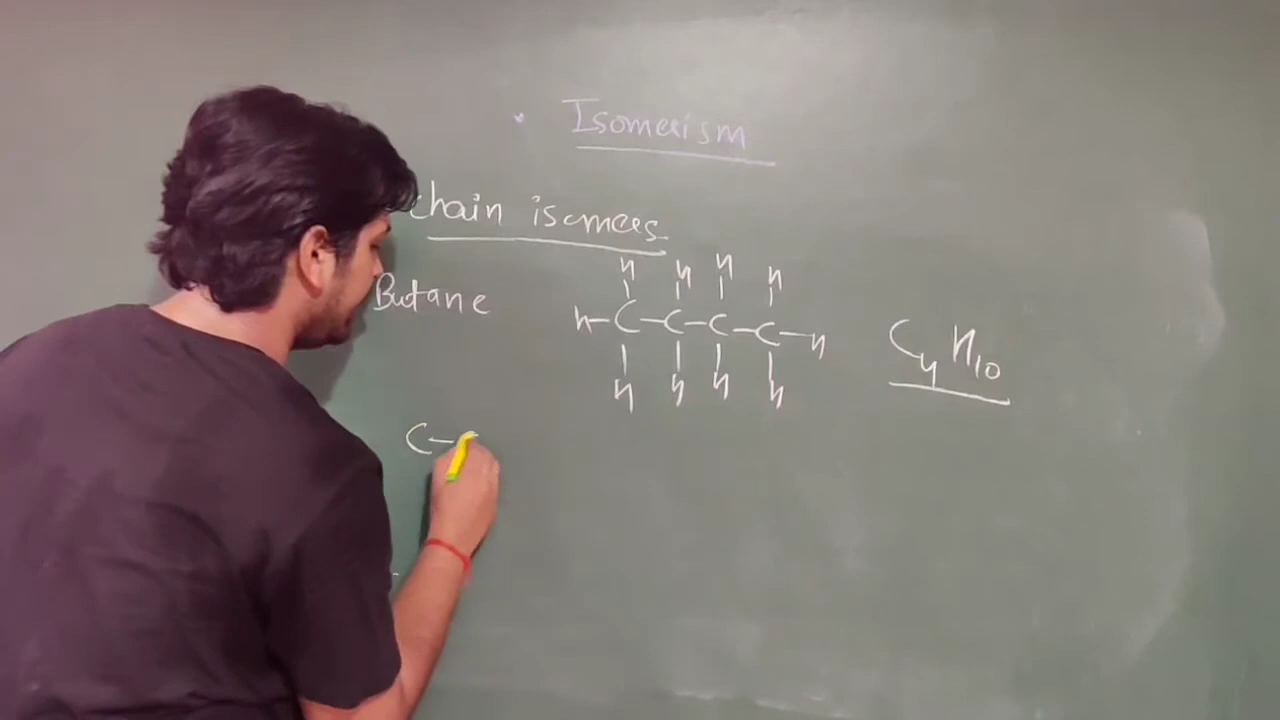 • Isomerism
chain isomers
Butane
H H H H
H-C-C-C-C-H
H H H H
C4H10
C-C